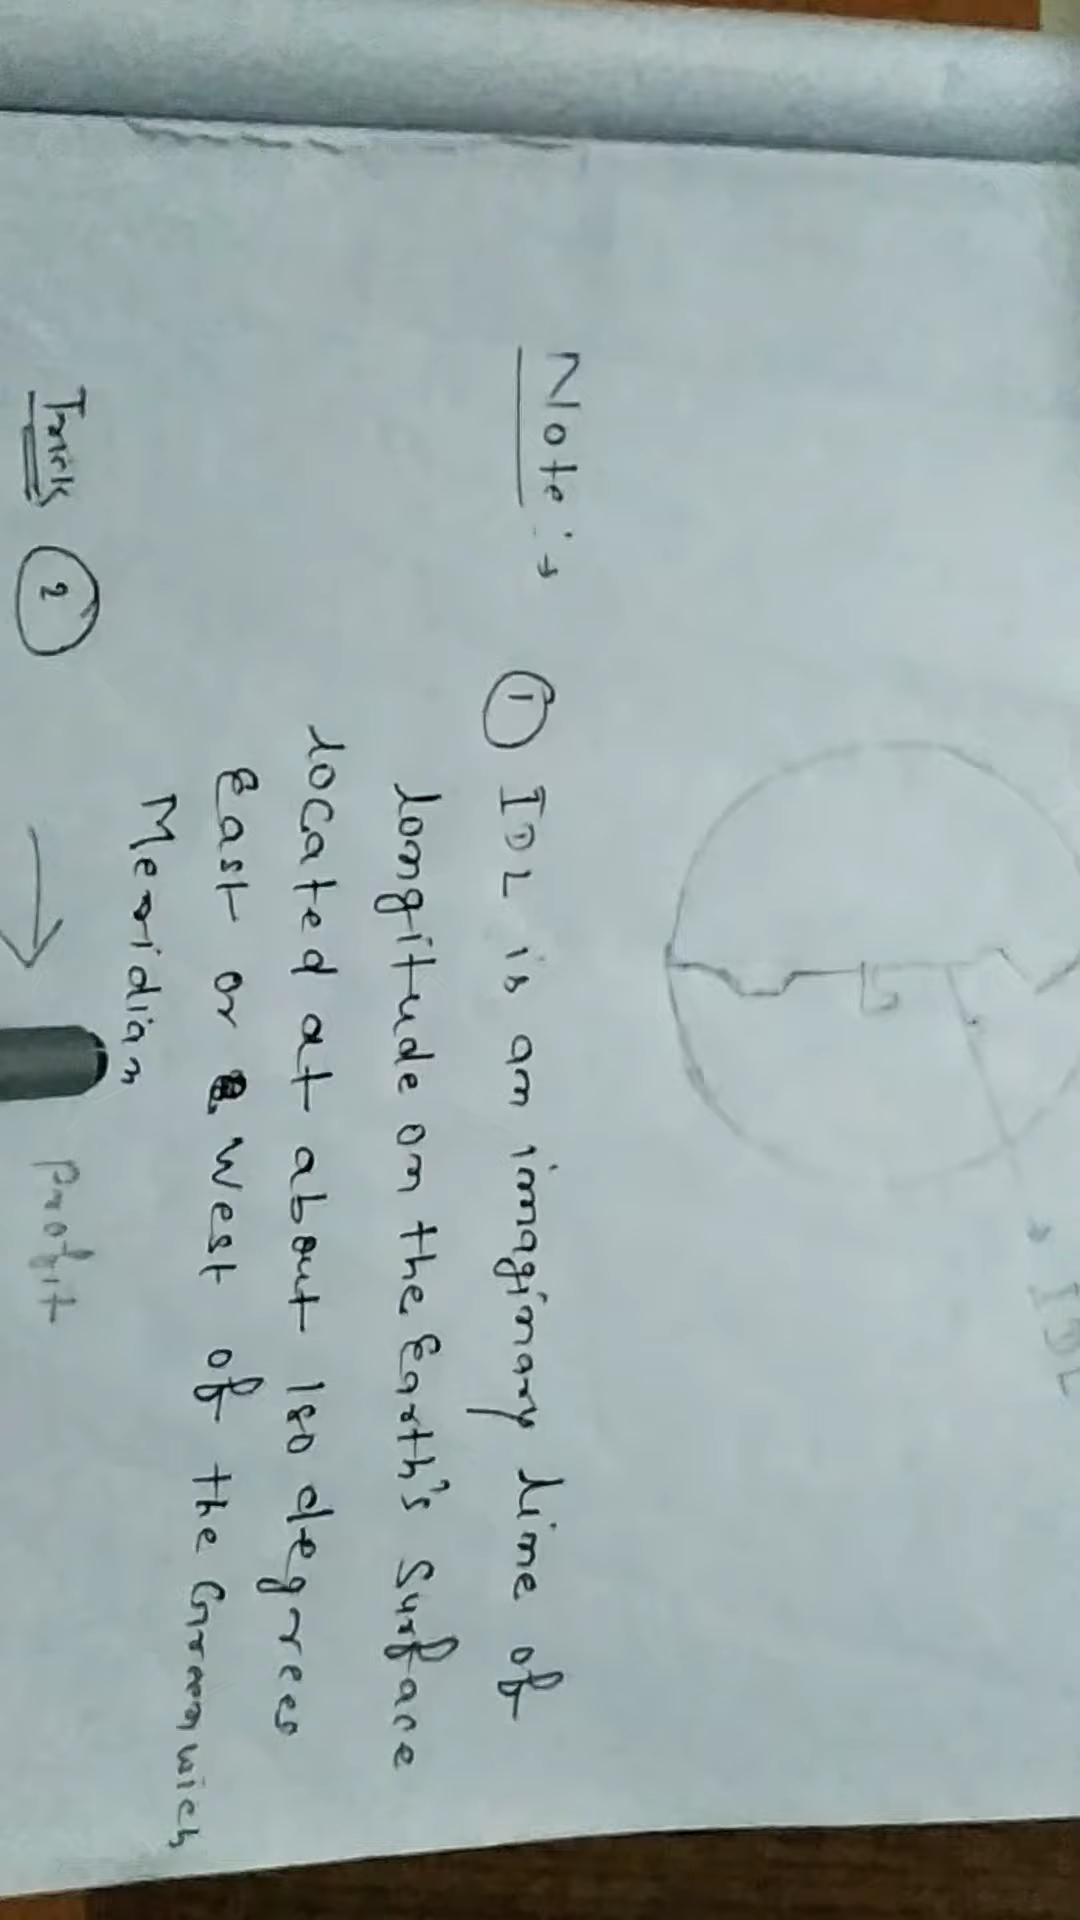 IDL
Note :→ ① IDL is an imaginary line of
longitude on the Earth's Surface
located at about 180 degrees
East or West of the Greenwich
Meridian
Trick ② → Profit